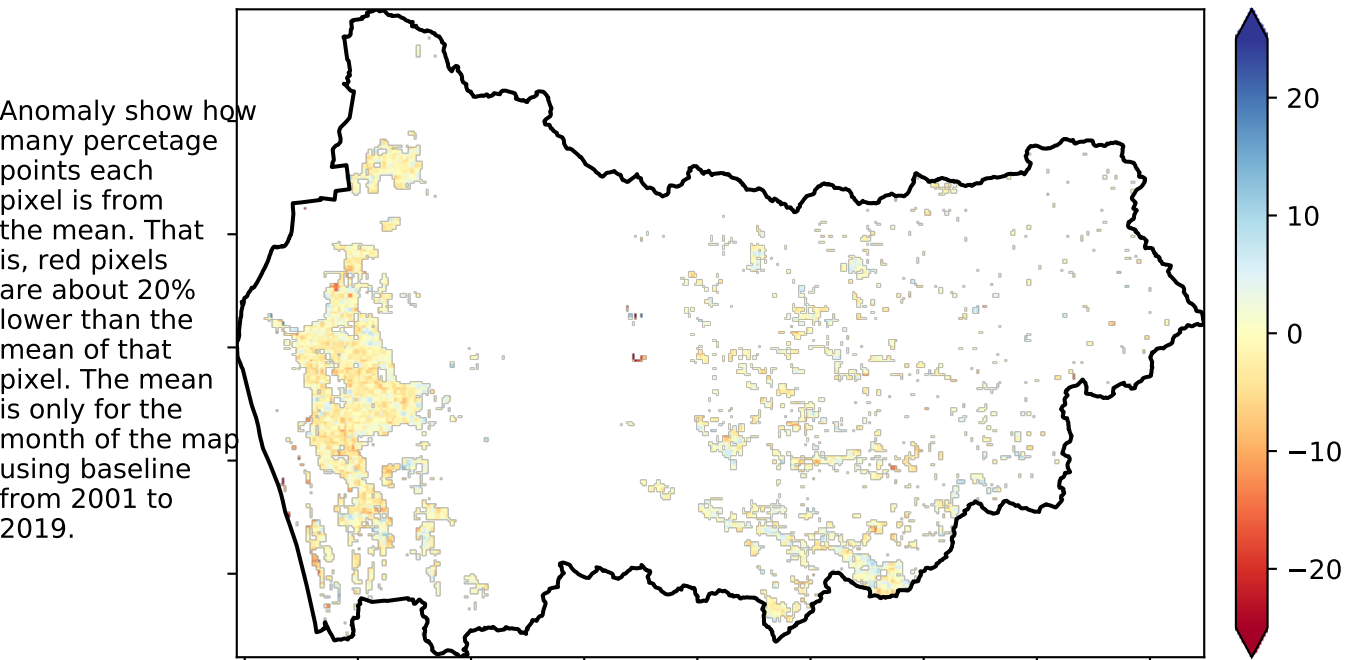 Anomaly show how
many percetage
points each
pixel is from
the mean. That
is, red pixels
are about 20%
lower than the
mean of that
pixel. The mean
is only for the
month of the map
using baseline
from 2001 to
2019.
20
10
0
−10
−20